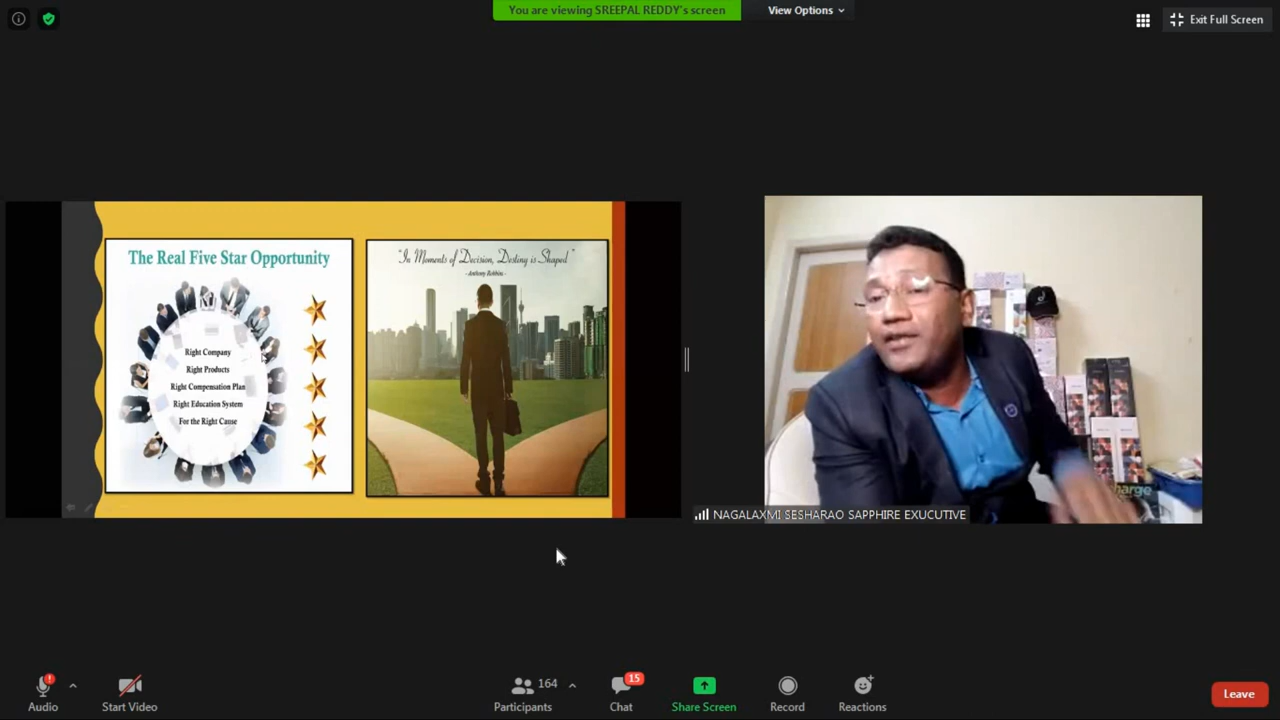 You are viewing SREEPAL REDDY's screen
View Options
Exit Full Screen
The Real Five Star Opportunity
Right Company
Right Products
Right Compensation Plan
Right Education System
For the Right Cause
"In Moments of Decision, Destiny is Shaped"
- Anthony Robbins -
NAGALAXMI SESHARAO SAPPHIRE EXUCUTIVE
Audio
Start Video
164
Participants
15
Chat
Share Screen
Record
Reactions
Leave